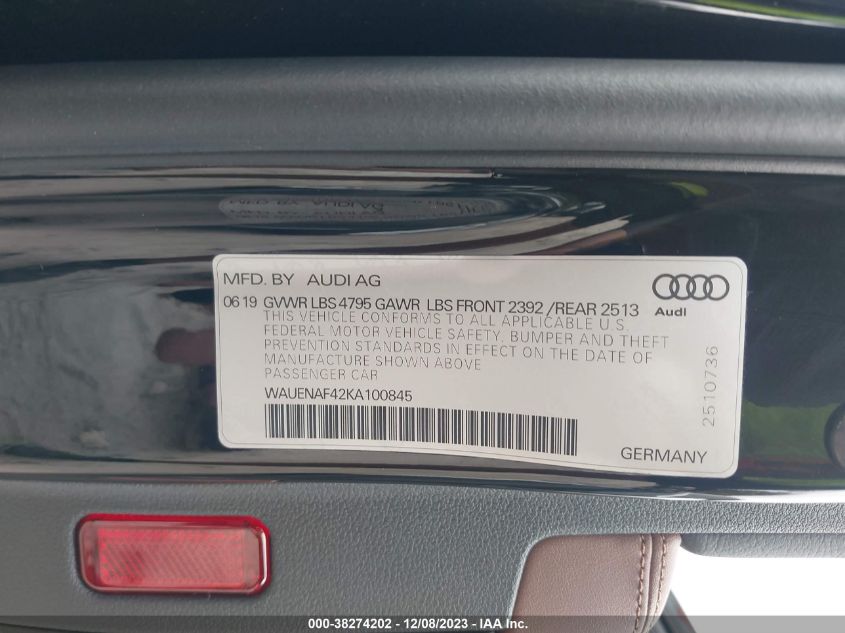 MFD. BY AUDI AG
06 19 GVWR LBS 4795 GAWR LBS FRONT 2392 /REAR 2513
Audi
THIS VEHICLE CONFORMS TO ALL APPLICABLE U.S.
FEDERAL MOTOR VEHICLE SAFETY, BUMPER AND THEFT
PREVENTION STANDARDS IN EFFECT ON THE DATE OF
MANUFACTURE SHOWN ABOVE
PASSENGER CAR
WAUENAF42KA100845
2510736
GERMANY
000-38274202 - 12/08/2023 - IAA Inc.